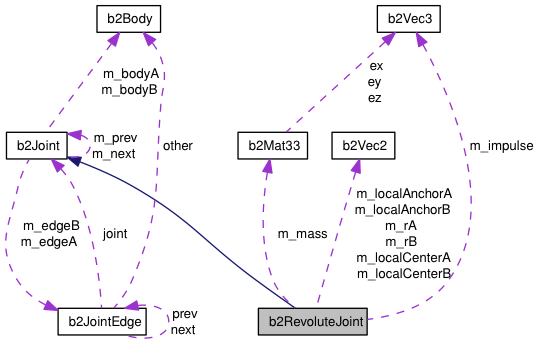 b2Body
b2Vec3
m_bodyA
m_bodyB
ex
ey
ez
b2Joint
m_prev
m_next
other
b2Mat33
b2Vec2
m_impulse
m_edgeB
m_edgeA
joint
m_mass
m_localAnchorA
m_localAnchorB
m_rA
m_rB
m_localCenterA
m_localCenterB
b2JointEdge
prev
next
b2RevoluteJoint